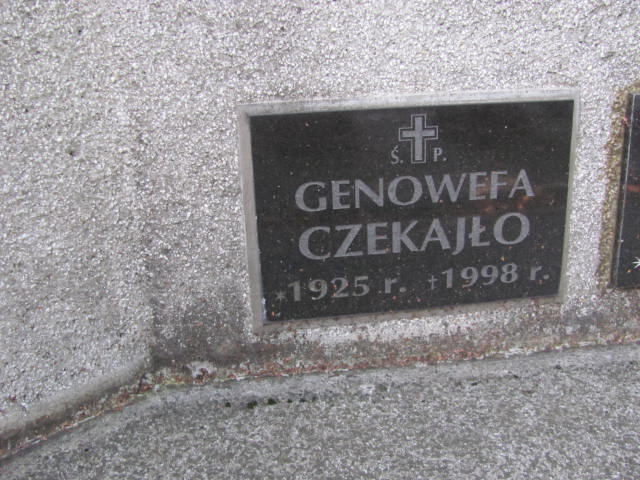 Ś. P.
GENOWEFA
CZEKAJŁO
*1925 r. †1998 r.